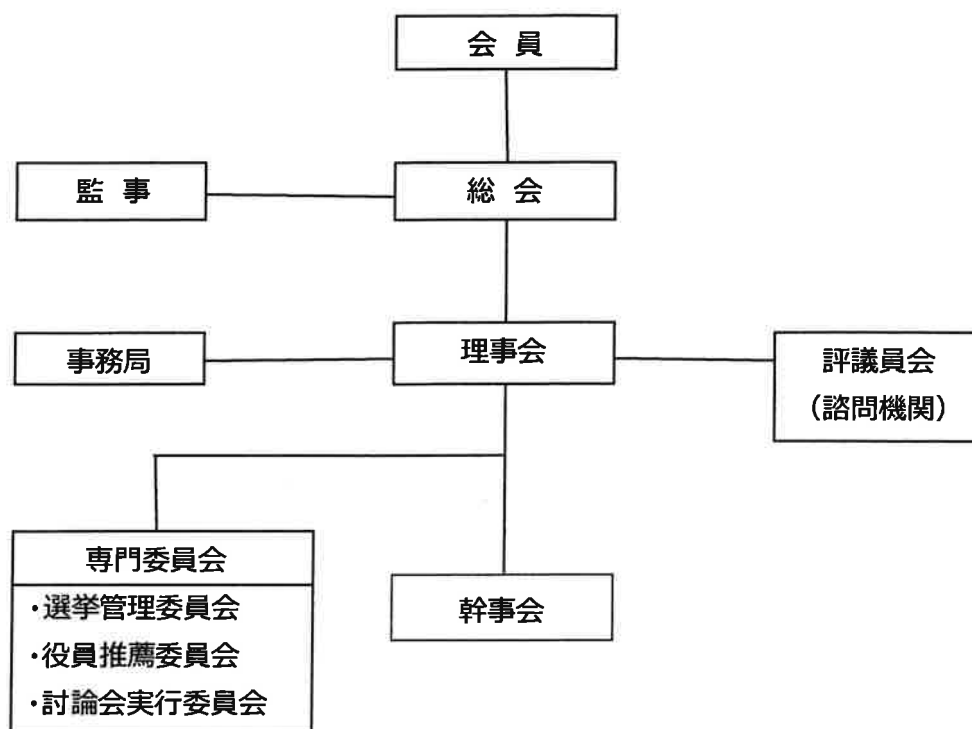 会 員
監 事
総 会
事務局
理事会
評議員会
（諮問機関）
専門委員会
・選挙管理委員会
・役員推薦委員会
・討論会実行委員会
幹事会